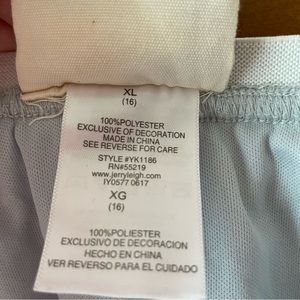 XL
(16)
100%POLYESTER
EXCLUSIVE OF DECORATION
MADE IN CHINA
SEE REVERSE FOR CARE
STYLE #YK1186
RN#55219
www.jerryleigh.com
IY0577 0617
XG
(16)
100%POLIESTER
EXCLUSIVO DE DECORACION
HECHO EN CHINA
VER REVERSO PARA EL CUIDADO